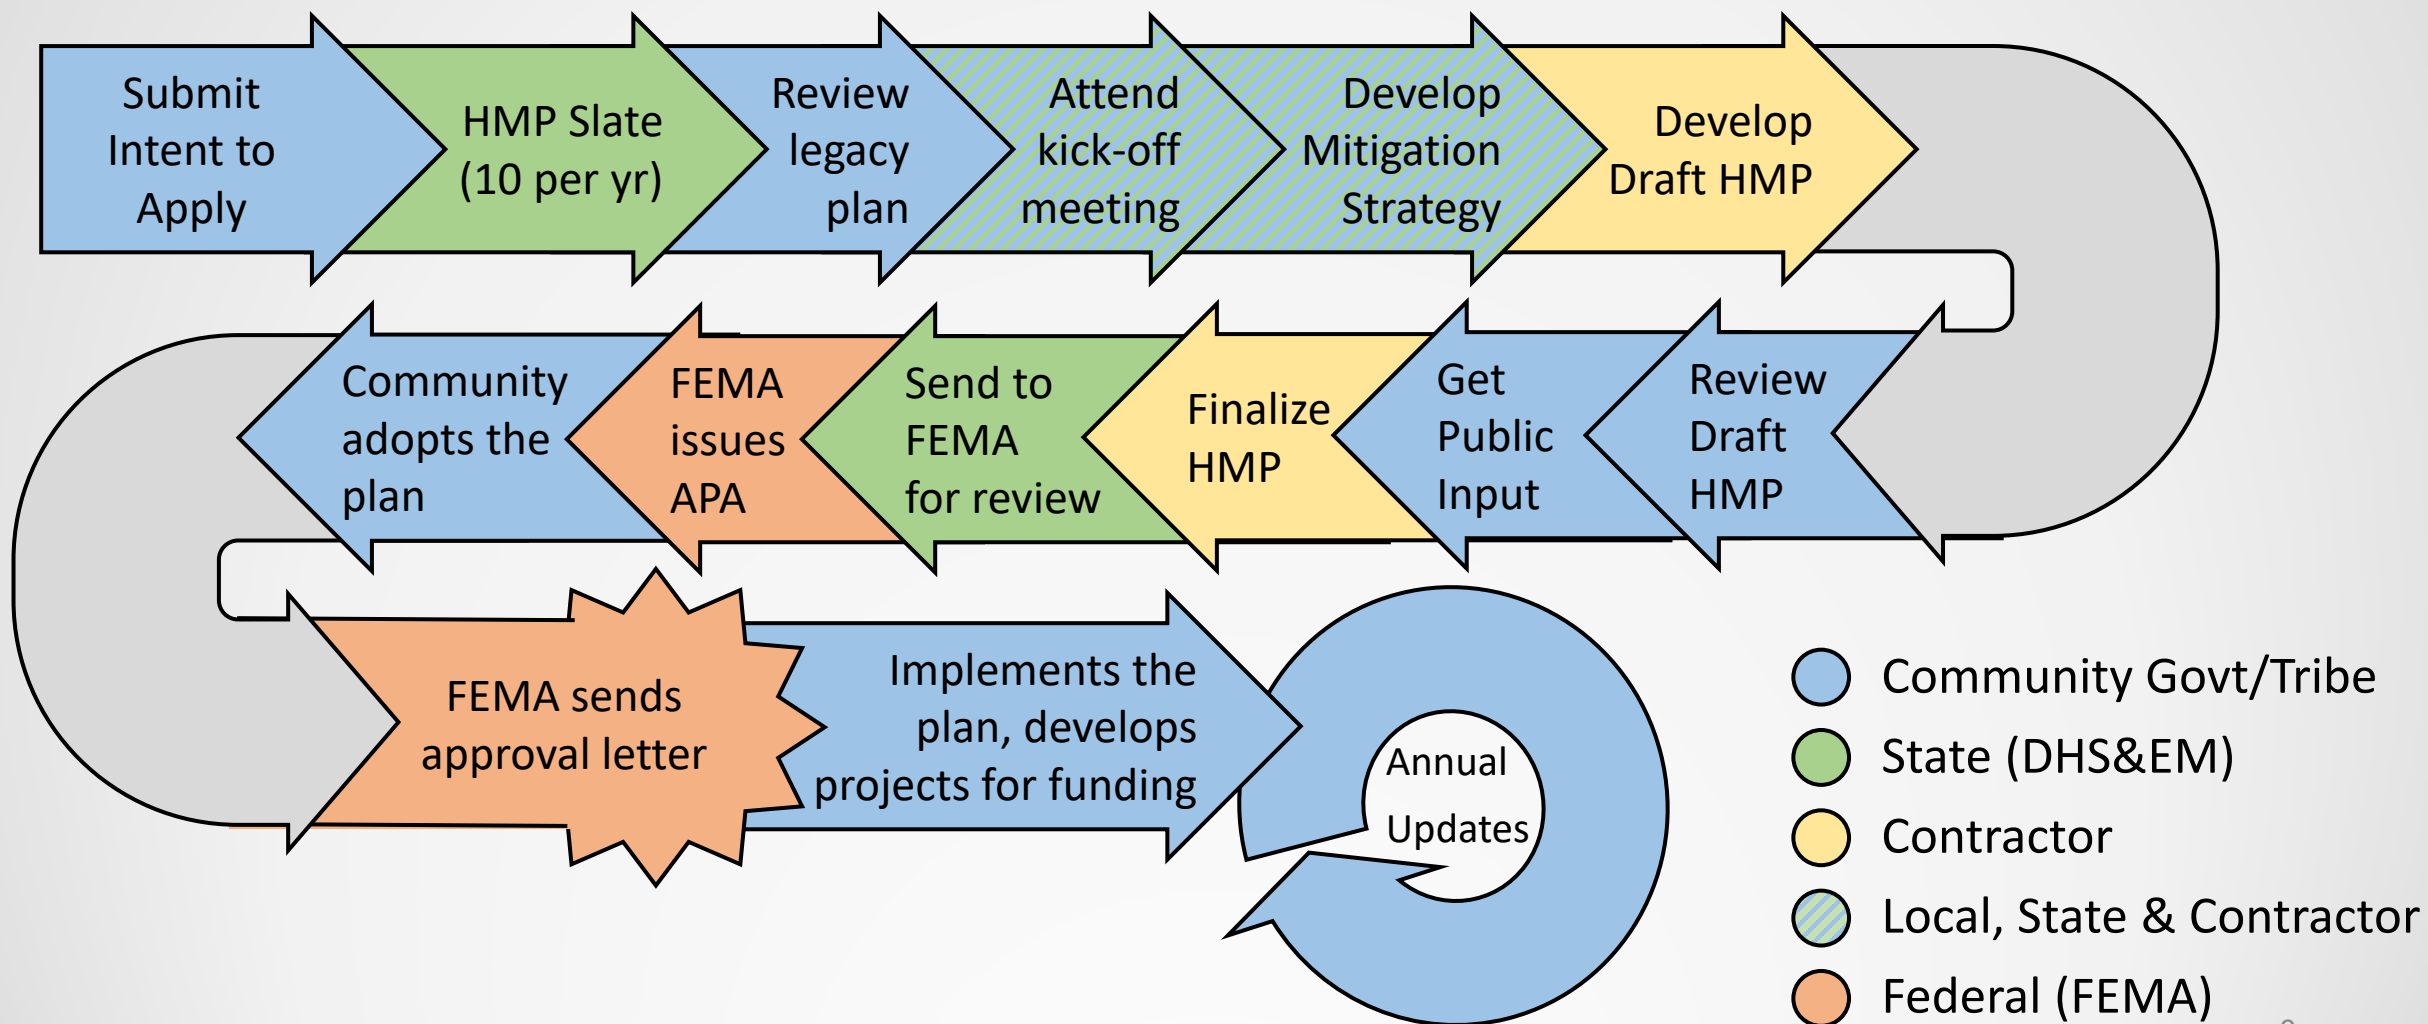 Submit
Intent to
Apply
HMP Slate
(10 per yr)
Review
legacy
plan
Attend
kick-off
meeting
Develop
Mitigation
Strategy
Develop
Draft HMP
Review
Draft
HMP
Get
Public
Input
Finalize
HMP
Send to
FEMA
for review
FEMA
issues
APA
Community
adopts the
plan
FEMA sends
approval letter
Implements the
plan, develops
projects for funding
Annual
Updates
Community Govt/Tribe
State (DHS&EM)
Contractor
Local, State & Contractor
Federal (FEMA)